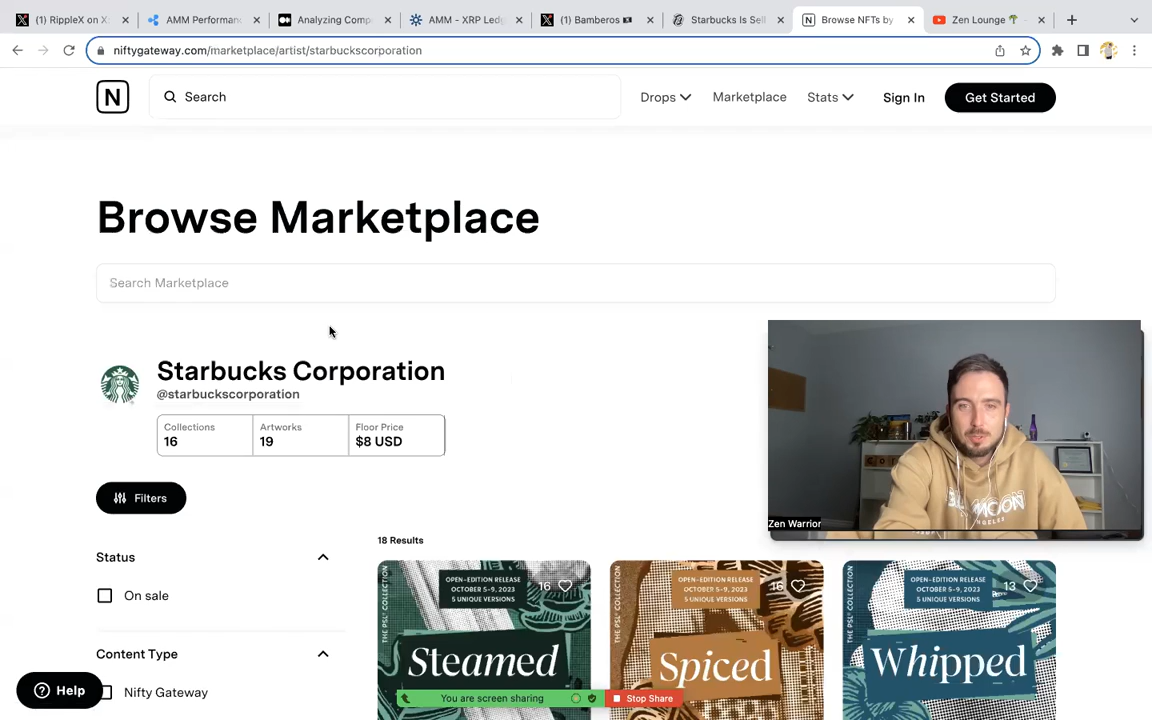 (1) RippleX on X
AMM Performanc
Analyzing Comp
AMM - XRP Ledg
(1) Bamberos
Starbucks Is Sell
Browse NFTs by
Zen Lounge
niftygateway.com/marketplace/artist/starbuckscorporation
N
Search
Drops
Marketplace
Stats
Sign In
Get Started
Browse Marketplace
Search Marketplace
Starbucks Corporation
@starbuckscorporation
Collections
16
Artworks
19
Floor Price
$8 USD
Filters
Zen Warrior
18 Results
Status
On sale
Content Type
Nifty Gateway
Help
THE PSL COLLECTION
OPEN-EDITION RELEASE
OCTOBER 5-9, 2023
5 UNIQUE VERSIONS
16
Steamed
THE PSL COLLECTION
OPEN-EDITION RELEASE
OCTOBER 5-9, 2023
5 UNIQUE VERSIONS
16
Spiced
THE PSL COLLECTION
OPEN-EDITION RELEASE
OCTOBER 5-9, 2023
5 UNIQUE VERSIONS
13
Whipped
You are screen sharing
Stop Share